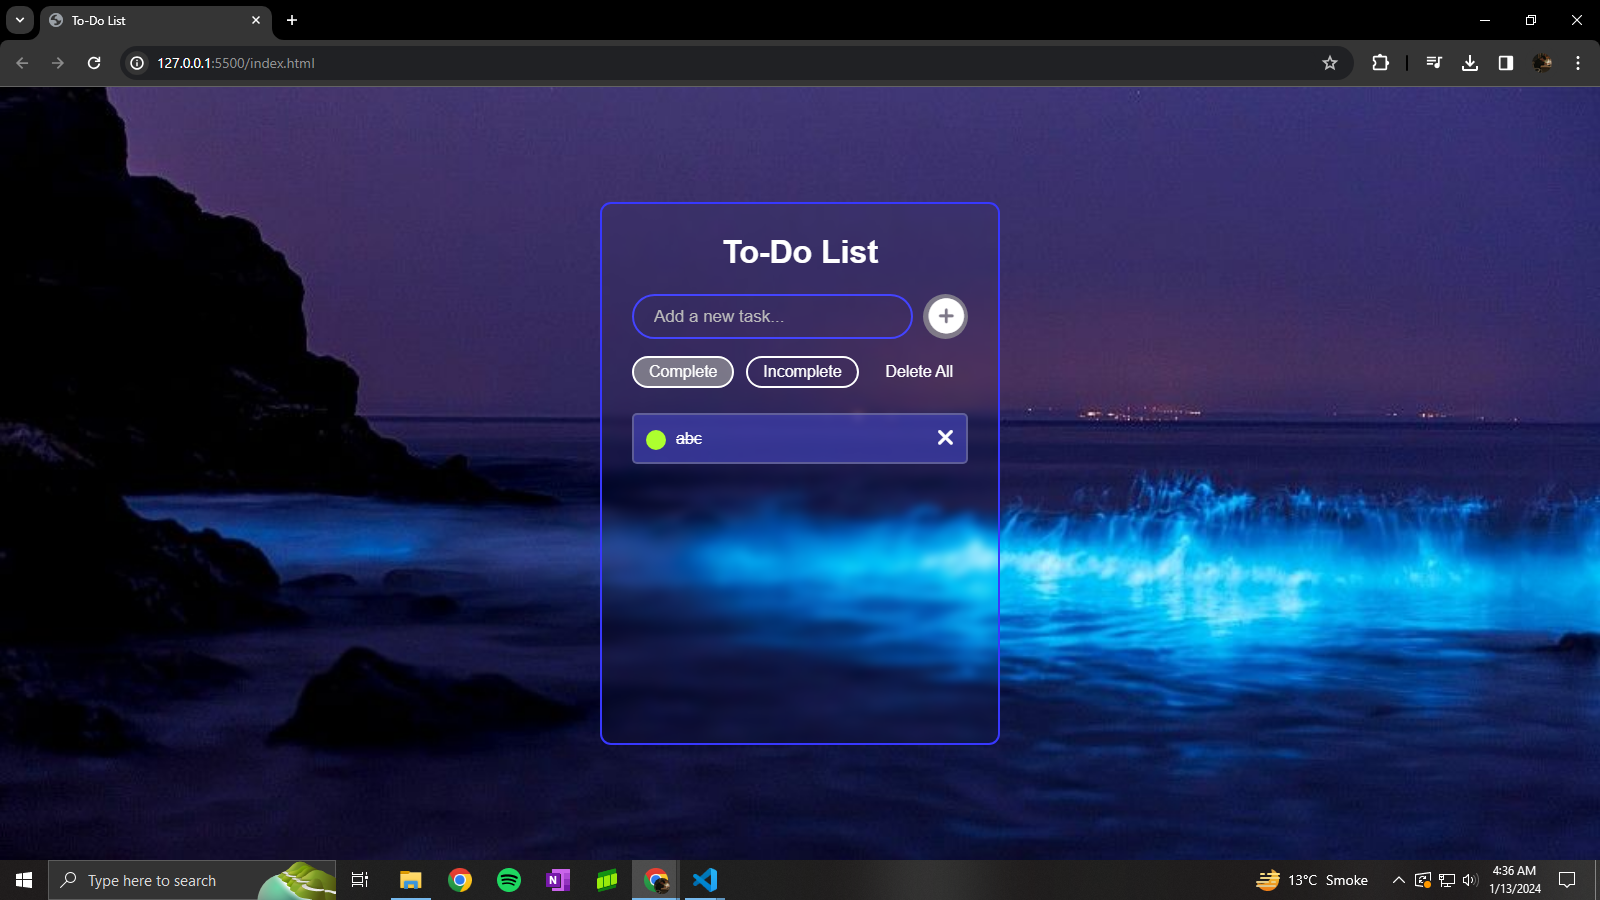 To-Do List
127.0.0.1:5500/index.html
To-Do List
Add a new task...
Complete Incomplete Delete All
abc
Type here to search
N
13°C Smoke
4:36 AM
1/13/2024